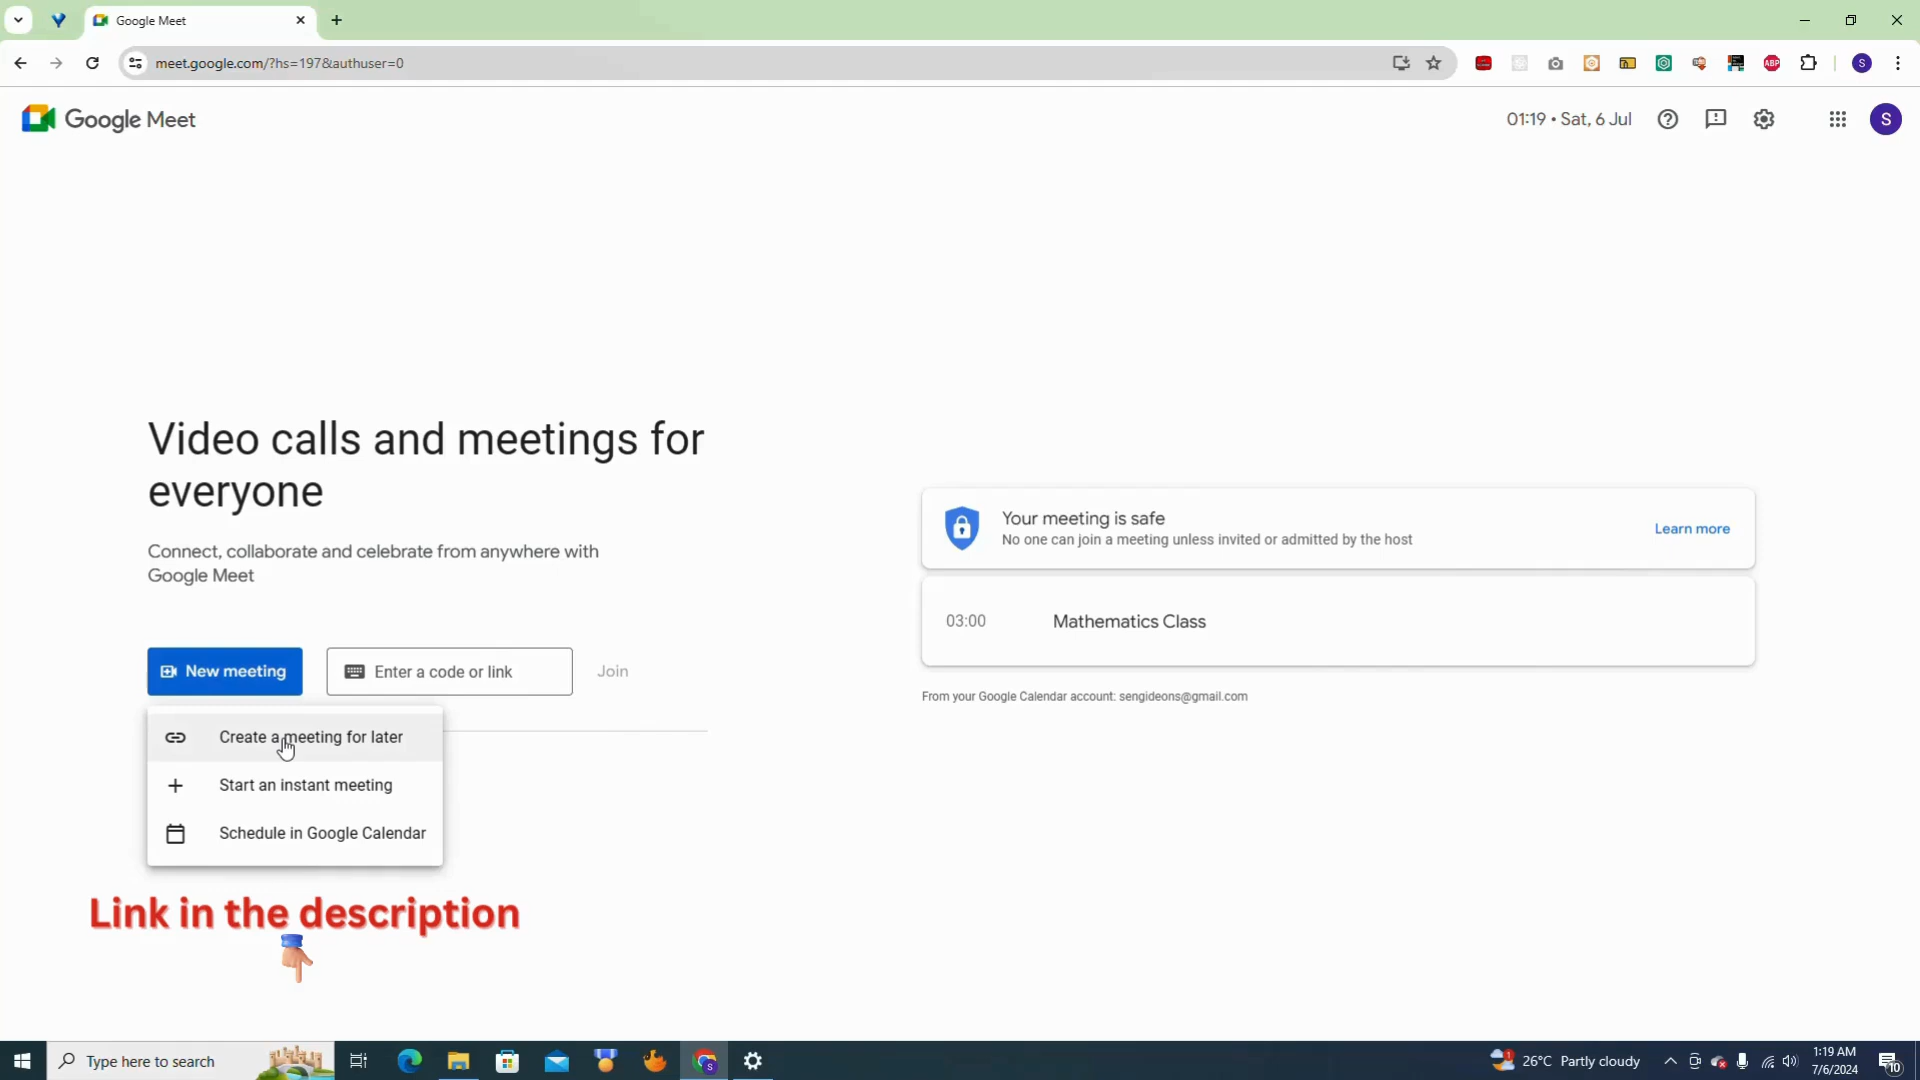 Google Meet
meet.google.com/?hs=197&authuser=0
ABP
S
Google Meet
01:19 • Sat, 6 Jul
S
Video calls and meetings for
everyone
Connect, collaborate and celebrate from anywhere with
Google Meet
New meeting
Enter a code or link
Join
Create a meeting for later
Start an instant meeting
Schedule in Google Calendar
Your meeting is safe
No one can join a meeting unless invited or admitted by the host
Learn more
03:00
Mathematics Class
From your Google Calendar account: sengideons@gmail.com
Link in the description
Type here to search
S
1
26°C Partly cloudy
1:19 AM
7/6/2024
10